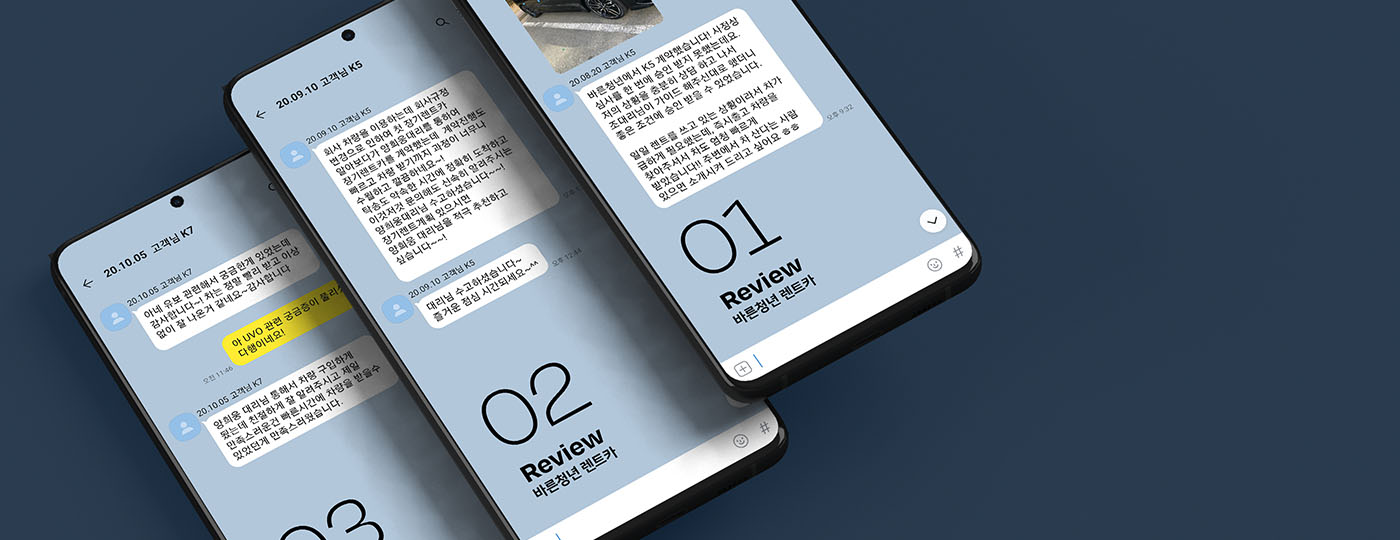 20.10.05 고객님 K7
20.10.05 고객님 K7
아네 유보 관련해서 궁금한게 있었는데
감사합니다~! 차는 정말 빨리 받고 이상
없이 잘 나온거 같네요~감사합니다
아 UVO 관련 궁금증이
다행이네요!
오전 11:46
20.10.05 고객님 K7
양희웅 대리님 통해서 차량 구입하게
됬는데 친절하게 잘 알려주시고 제일
만족스러운건 빠른시간에 차량을 받을수
있었던게 만족스러웠습니다.
03
20.09.10 고객님 K5
20.09.10 고객님 K5
회사 차량을 이용하는데 회사규정
변경으로 인하여 첫 장기렌트카
알아보다가 양희웅대리를 통하여
장기렌트카를 계약했는데 계약진행도
빠르고 차량 받기까지 과정이 너무나
수월하고 깔끔하네요~!
탁송도 약속한 시간에 정확히 도착하고
이것저것 문의해도 신속히 알려주시는
양희웅대리님 수고하셨습니다~~!
장기렌트계획 있으시면
양희웅 대리님을 적극 추천하고
싶습니다~~!
20.09.10 고객님 K5
대리님 수고하셨습니다~
즐거운 점심 시간되세요~^^
오후 12:44
02
Review
바른청년 렌트카
#
20.08.20 고객님 K5
바른청년에서 K5 계약했습니다! 사정상
심사를 한 번에 승인 받지 못했는데요.
저의 상황을 충분히 상담 하고 나서
조대리님이 가이드 해주신대로 했더니
좋은 조건에 승인 받을 수 있었습니다.
일일 렌트를 쓰고 있는 상황이라서 차가
급하게 필요했는데, 즉시출고 차량을
찾아주셔서 차도 엄청 빠르게
받았습니다!! 주변에서 차 산다는 사람
있으면 소개시켜 드리고 싶어요 ㅎㅎ
오후 9:32
01
Review
바른청년 렌트카
#